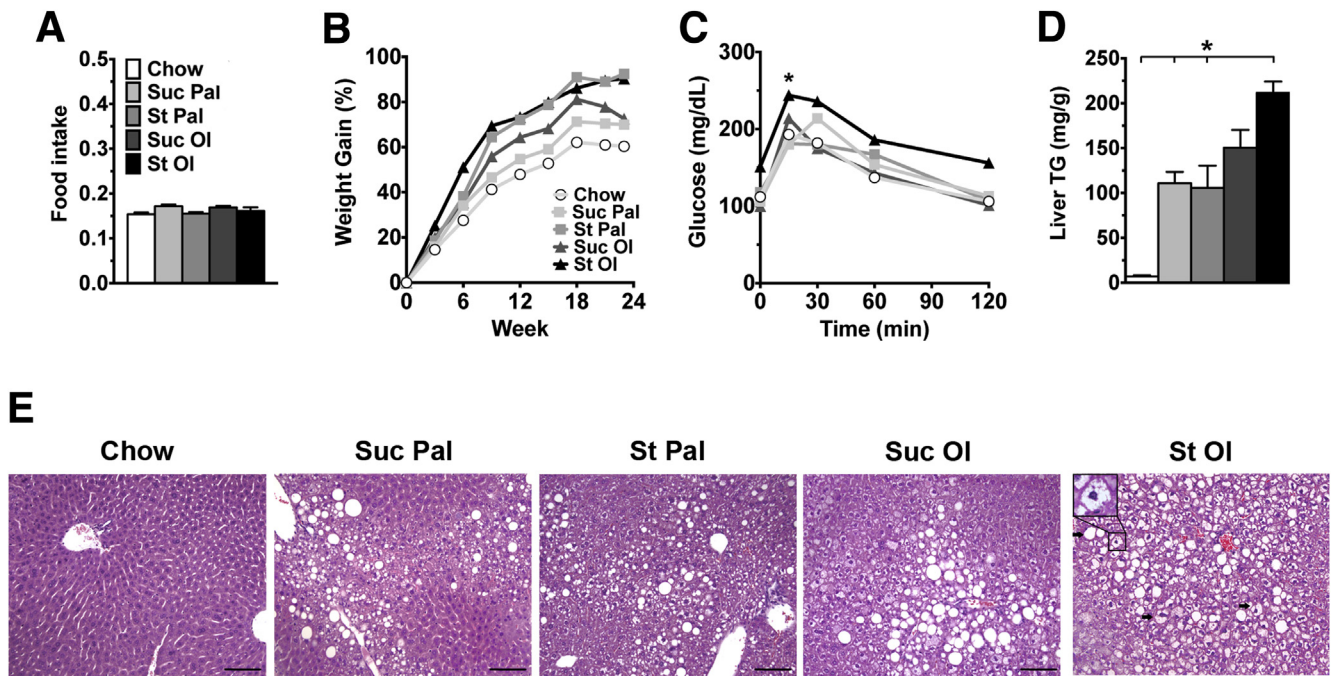 A
Food intake
0.5
0.4
0.3
0.2
0.1
0.0
Chow
Suc Pal
St Pal
Suc Ol
St Ol
B
Weight Gain (%)
100
80
60
40
20
0
0 6 12 18 24
Week
Chow
Suc Pal
St Pal
Suc Ol
St Ol
C
Glucose (mg/dL)
300
200
100
0
*
0 30 60 90 120
Time (min)
D
Liver TG (mg/g)
250
200
150
100
50
0
*
E
Chow
Suc Pal
St Pal
Suc Ol
St Ol